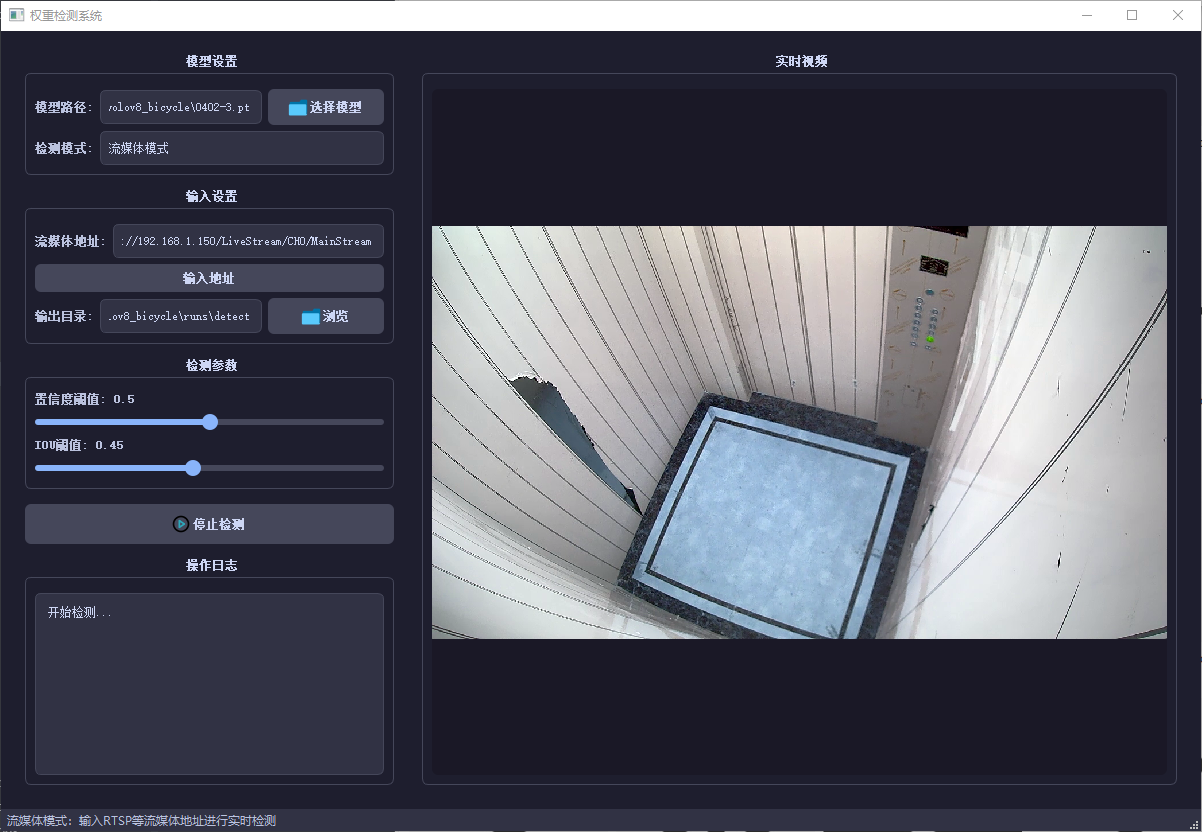 权重检测系统
模型设置
模型路径: yolov8_bicycle\0402-3.pt 选择模型
检测模式: 流媒体模式
输入设置
流媒体地址: ://192.168.1.150/LiveStream/CH0/MainStream
输入地址
输出目录: .ov8_bicycle\runs\detect 浏览
检测参数
置信度阈值: 0.5
IOU阈值: 0.45
停止检测
操作日志
开始检测...
实时视频
流媒体模式: 输入RTSP等流媒体地址进行实时检测